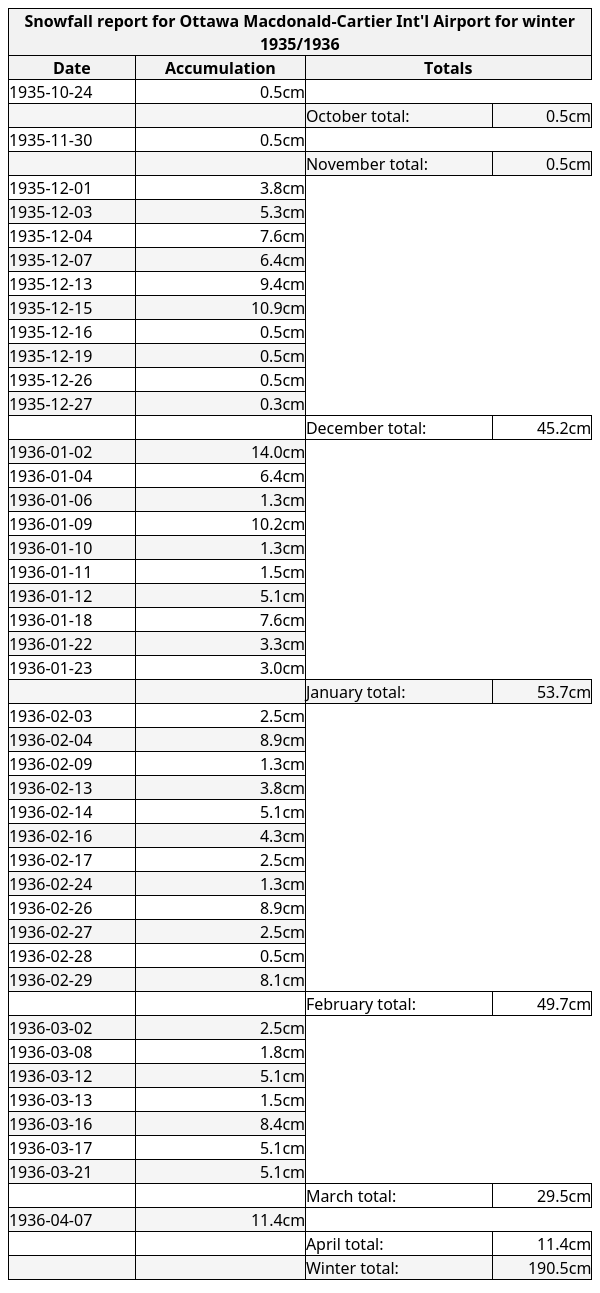 Snowfall report for Ottawa Macdonald-Cartier Int'l Airport for winter
1935/1936
Date Accumulation Totals
1935-10-24 0.5cm
October total: 0.5cm
1935-11-30 0.5cm
November total: 0.5cm
1935-12-01 3.8cm
1935-12-03 5.3cm
1935-12-04 7.6cm
1935-12-07 6.4cm
1935-12-13 9.4cm
1935-12-15 10.9cm
1935-12-16 0.5cm
1935-12-19 0.5cm
1935-12-26 0.5cm
1935-12-27 0.3cm
December total: 45.2cm
1936-01-02 14.0cm
1936-01-04 6.4cm
1936-01-06 1.3cm
1936-01-09 10.2cm
1936-01-10 1.3cm
1936-01-11 1.5cm
1936-01-12 5.1cm
1936-01-18 7.6cm
1936-01-22 3.3cm
1936-01-23 3.0cm
January total: 53.7cm
1936-02-03 2.5cm
1936-02-04 8.9cm
1936-02-09 1.3cm
1936-02-13 3.8cm
1936-02-14 5.1cm
1936-02-16 4.3cm
1936-02-17 2.5cm
1936-02-24 1.3cm
1936-02-26 8.9cm
1936-02-27 2.5cm
1936-02-28 0.5cm
1936-02-29 8.1cm
February total: 49.7cm
1936-03-02 2.5cm
1936-03-08 1.8cm
1936-03-12 5.1cm
1936-03-13 1.5cm
1936-03-16 8.4cm
1936-03-17 5.1cm
1936-03-21 5.1cm
March total: 29.5cm
1936-04-07 11.4cm
April total: 11.4cm
Winter total: 190.5cm